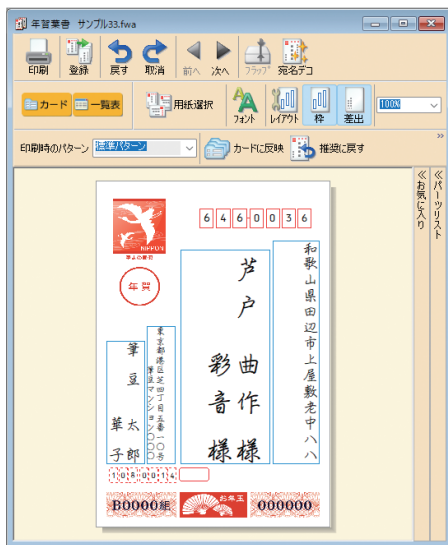 年賀葉書 サンプル33.fwa
印刷
登録
戻す
取消
前へ
次へ
フラップ
宛名デコ
カード
一覧表
用紙選択
フォント
レイアウト
枠
差出
100%
印刷時のパターン
標準パターン
カードに反映
推奨に戻す
お気に入り
パーツリスト
NIPPON
年賀
6460036
和歌山県田辺市上屋敷老中八八
芦戸 曲作 様
彩音 様
東京都港区芝四丁目五番一〇号
筆豆マンション〇〇〇
筆豆 太郎
華子
1080014
B0000組
お年玉
000000